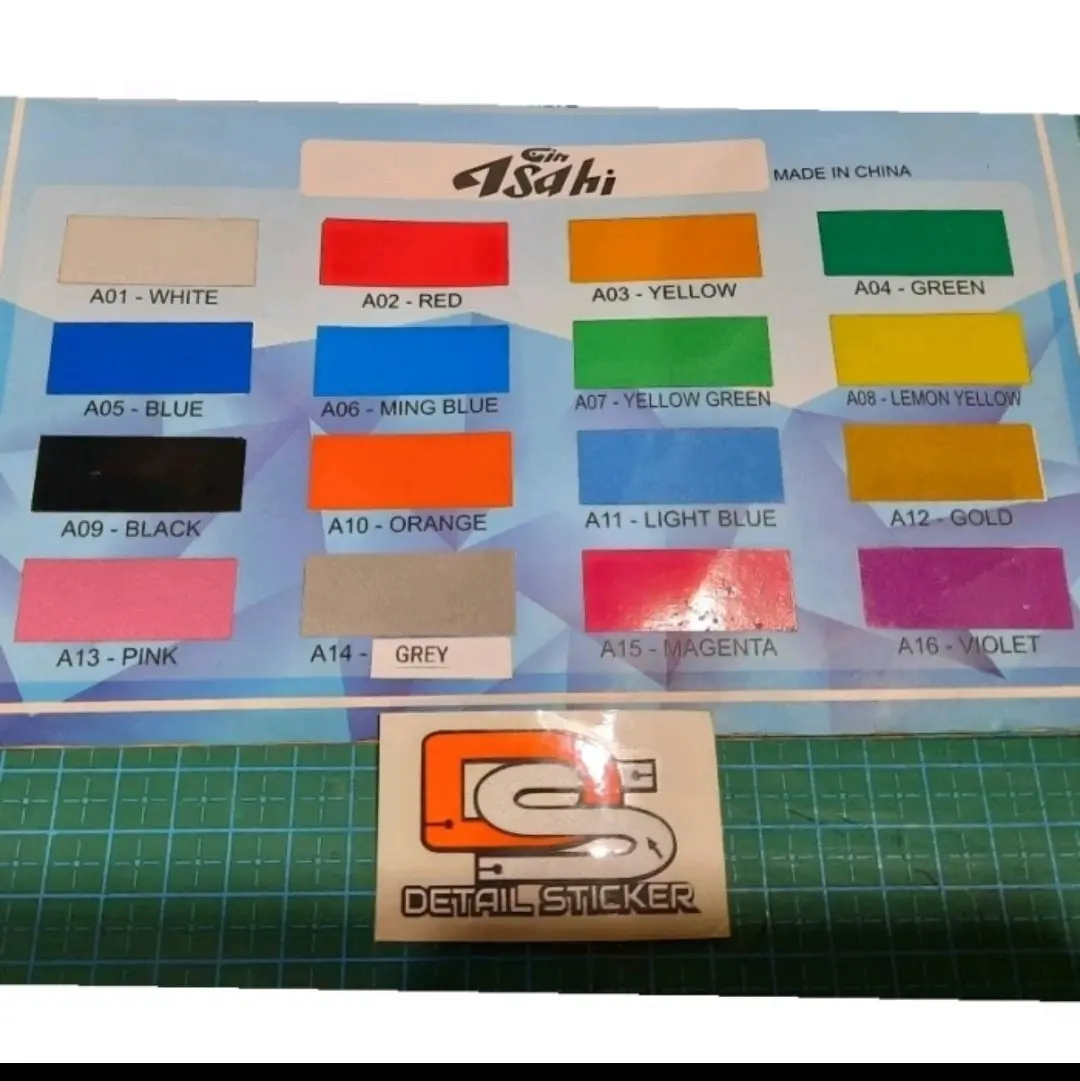 Gin
Asahi
MADE IN CHINA
A01 - WHITE
A02 - RED
A03 - YELLOW
A04 - GREEN
A05 - BLUE
A06 - MING BLUE
A07 - YELLOW GREEN
A08 - LEMON YELLOW
A09 - BLACK
A10 - ORANGE
A11 - LIGHT BLUE
A12 - GOLD
A13 - PINK
A14 - GREY
A15 - MAGENTA
A16 - VIOLET
DS
DETAIL STICKER